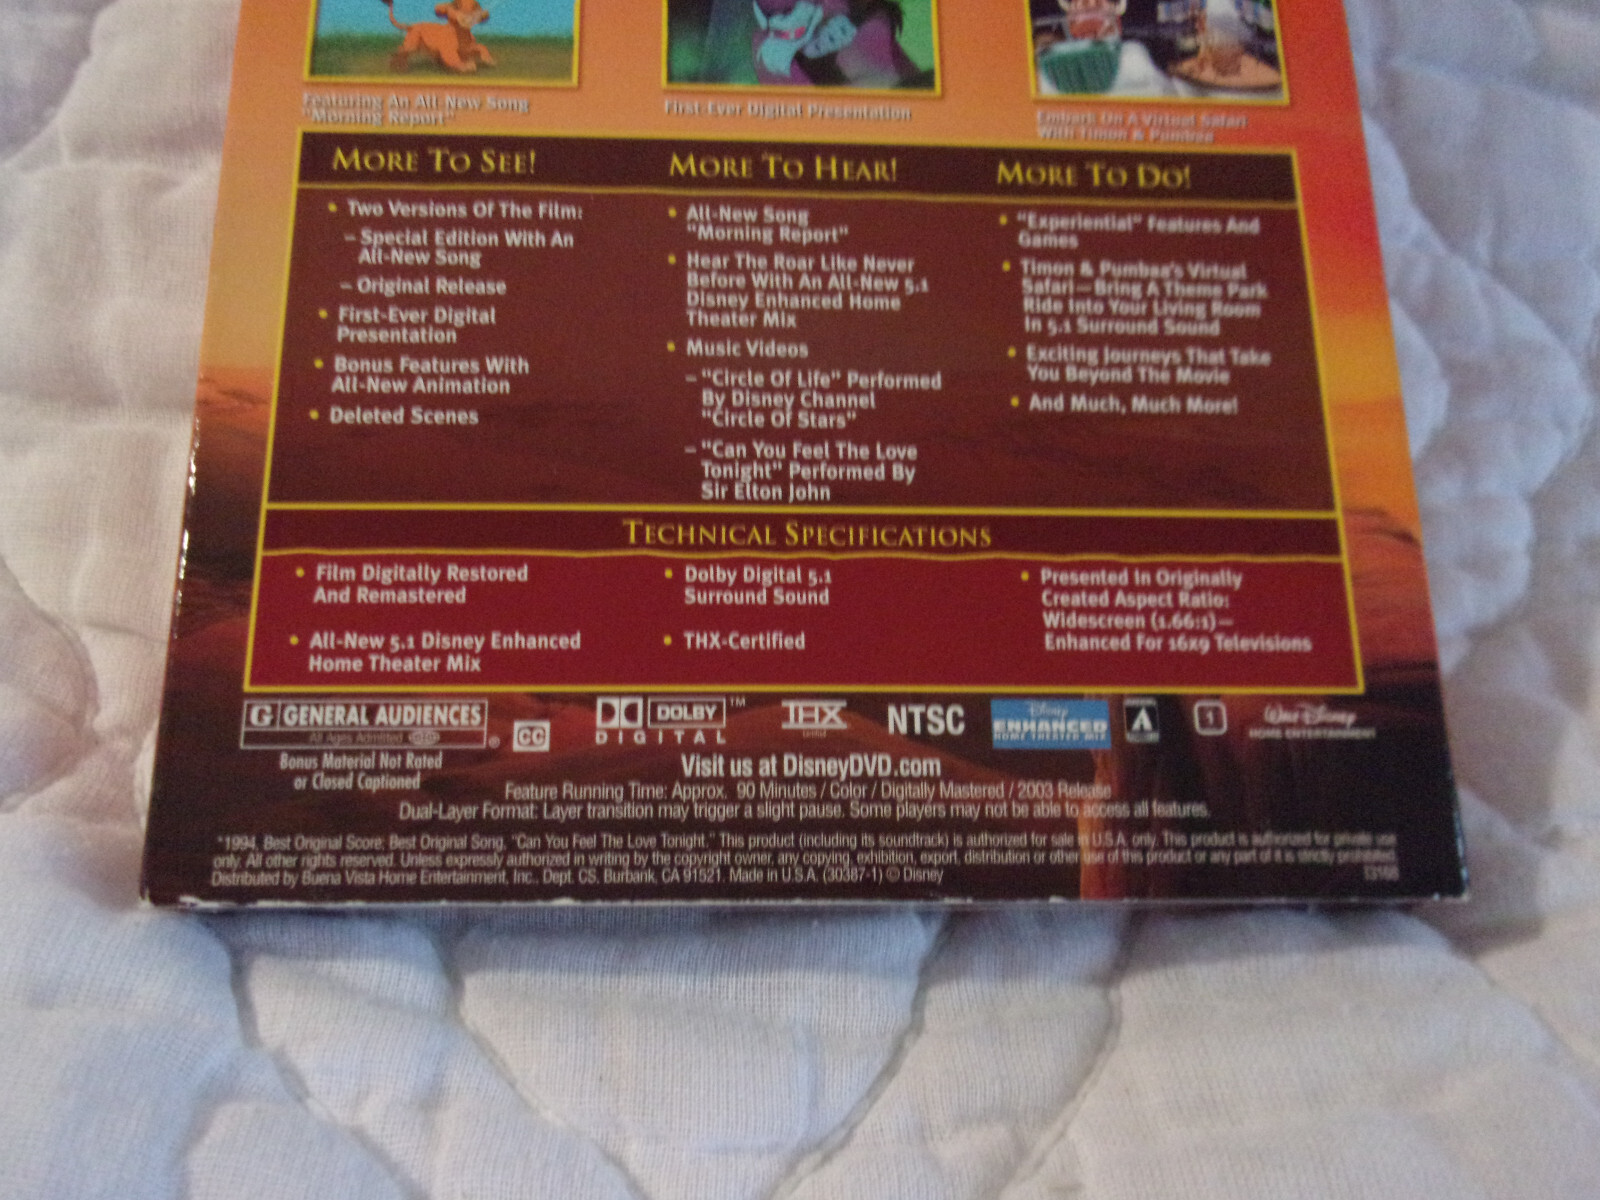 Featuring An All-New Song
"Morning Report"
First-Ever Digital Presentation
Embark On A Virtual Safari
With Timon & Pumbaa
MORE TO SEE!
• Two Versions Of The Film:
– Special Edition With An
All-New Song
– Original Release
• First-Ever Digital
Presentation
• Bonus Features With
All-New Animation
• Deleted Scenes
MORE TO HEAR!
• All-New Song
"Morning Report"
• Hear The Roar Like Never
Before With An All-New 5.1
Disney Enhanced Home
Theater Mix
• Music Videos
– "Circle Of Life" Performed
By Disney Channel
"Circle Of Stars"
– "Can You Feel The Love
Tonight" Performed By
Sir Elton John
MORE TO DO!
• "Experiential" Features And
Games
• Timon & Pumbaa's Virtual
Safari—Bring A Theme Park
Ride Into Your Living Room
In 5.1 Surround Sound
• Exciting Journeys That Take
You Beyond The Movie
• And Much, Much More!
TECHNICAL SPECIFICATIONS
• Film Digitally Restored
And Remastered
• All-New 5.1 Disney Enhanced
Home Theater Mix
• Dolby Digital 5.1
Surround Sound
• THX-Certified
• Presented In Originally
Created Aspect Ratio:
Widescreen (1.66:1)—
Enhanced For 16x9 Televisions
G GENERAL AUDIENCES
All Ages Admitted
®
Bonus Material Not Rated
or Closed Captioned
CC
DOLBY™
DIGITAL
THX
NTSC
Disney
ENHANCED
HOME THEATER MIX
1
Walt Disney
HOME ENTERTAINMENT
Visit us at DisneyDVD.com
Feature Running Time: Approx. 90 Minutes / Color / Digitally Mastered / 2003 Release
Dual-Layer Format: Layer transition may trigger a slight pause. Some players may not be able to access all features.
*1994, Best Original Score; Best Original Song, "Can You Feel The Love Tonight." This product (including its soundtrack) is authorized for sale in U.S.A. only. This product is authorized for private use
only. All other rights reserved. Unless expressly authorized in writing by the copyright owner, any copying, exhibition, export, distribution or other use of this product or any part of it is strictly prohibited.
Distributed by Buena Vista Home Entertainment, Inc., Dept. CS, Burbank, CA 91521. Made in U.S.A. (30387-1) © Disney